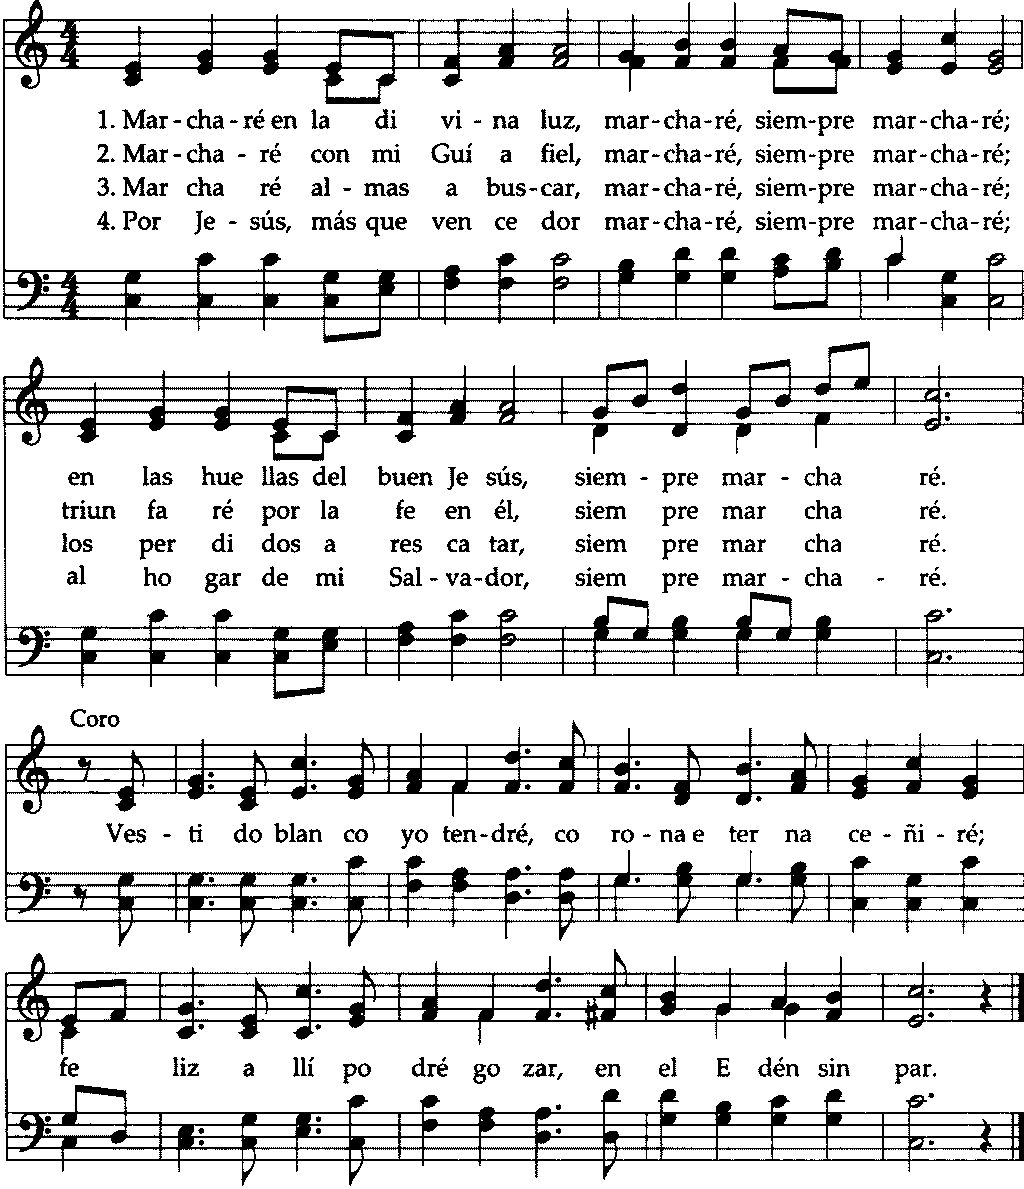 1. Mar-cha-ré en la di vi-na luz, mar-cha-ré, siem-pre mar-cha-ré;
2. Mar-cha-ré con mi Guí a fiel, mar-cha-ré, siem-pre mar-cha-ré;
3. Mar cha ré al-mas a bus-car, mar-cha-ré, siem-pre mar-cha-ré;
4. Por Je-sús, más que ven ce dor mar-cha-ré, siem-pre mar-cha-ré;
en las hue llas del buen Je sús, siem-pre mar-cha ré.
triun fa ré por la fe en él, siem pre mar cha ré.
los per di dos a res ca tar, siem pre mar cha ré.
al ho gar de mi Sal-va-dor, siem pre mar-cha-ré.
Coro
Ves-ti do blan co yo ten-dré, co ro-na e ter na ce-ñi-ré;
fe liz a llí po dré go zar, en el E dén sin par.